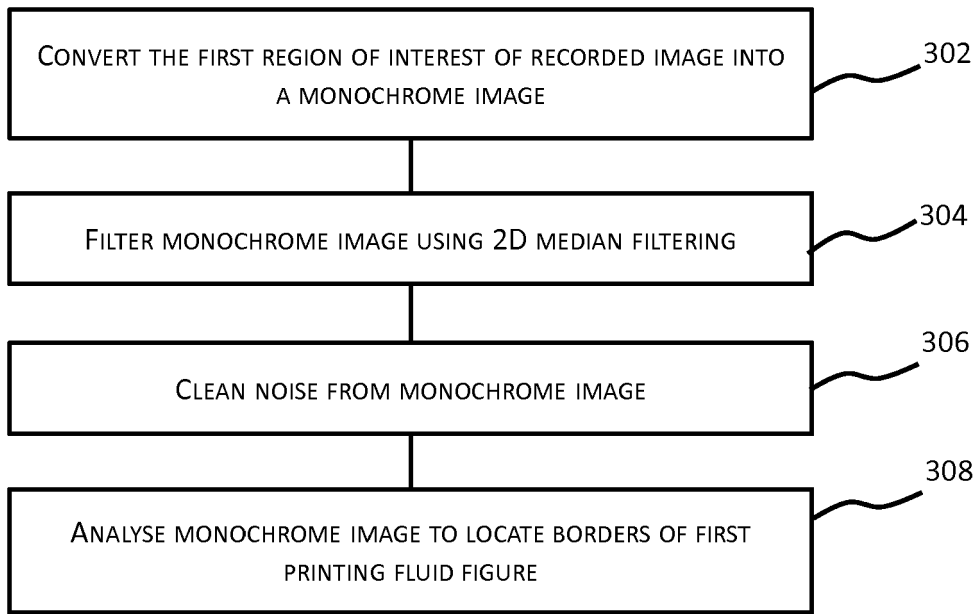 CONVERT THE FIRST REGION OF INTEREST OF RECORDED IMAGE INTO
A MONOCHROME IMAGE
302
FILTER MONOCHROME IMAGE USING 2D MEDIAN FILTERING
304
CLEAN NOISE FROM MONOCHROME IMAGE
306
ANALYSE MONOCHROME IMAGE TO LOCATE BORDERS OF FIRST
PRINTING FLUID FIGURE
308